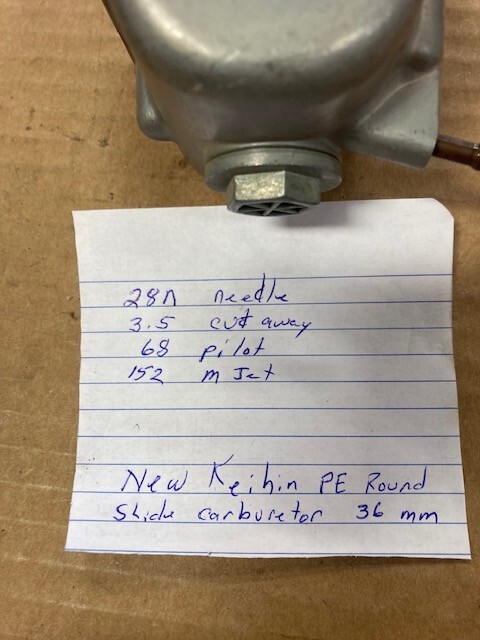 28n needle
3.5 cut away
68 pilot
152 m Jet
New Keihin PE Round
Slide carburetor 36 mm